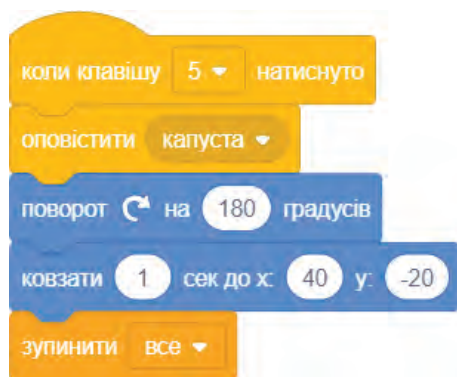 коли клавішу 5 натиснуто
оповістити капуста
поворот на 180 градусів
ковзати 1 сек до x: 40 y: -20
зупинити все